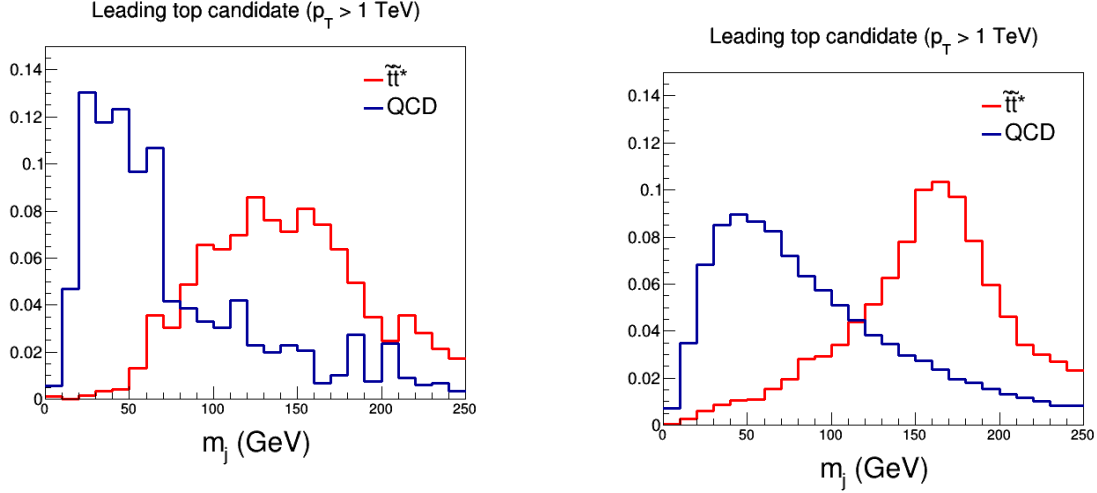 Leading top candidate (p_T > 1 TeV)
t̃t̃*
QCD
0.14
0.12
0.1
0.08
0.06
0.04
0.02
0
0 50 100 150 200 250
m_j (GeV)
Leading top candidate (p_T > 1 TeV)
t̃t̃*
QCD
0.14
0.12
0.1
0.08
0.06
0.04
0.02
0
0 50 100 150 200 250
m_j (GeV)